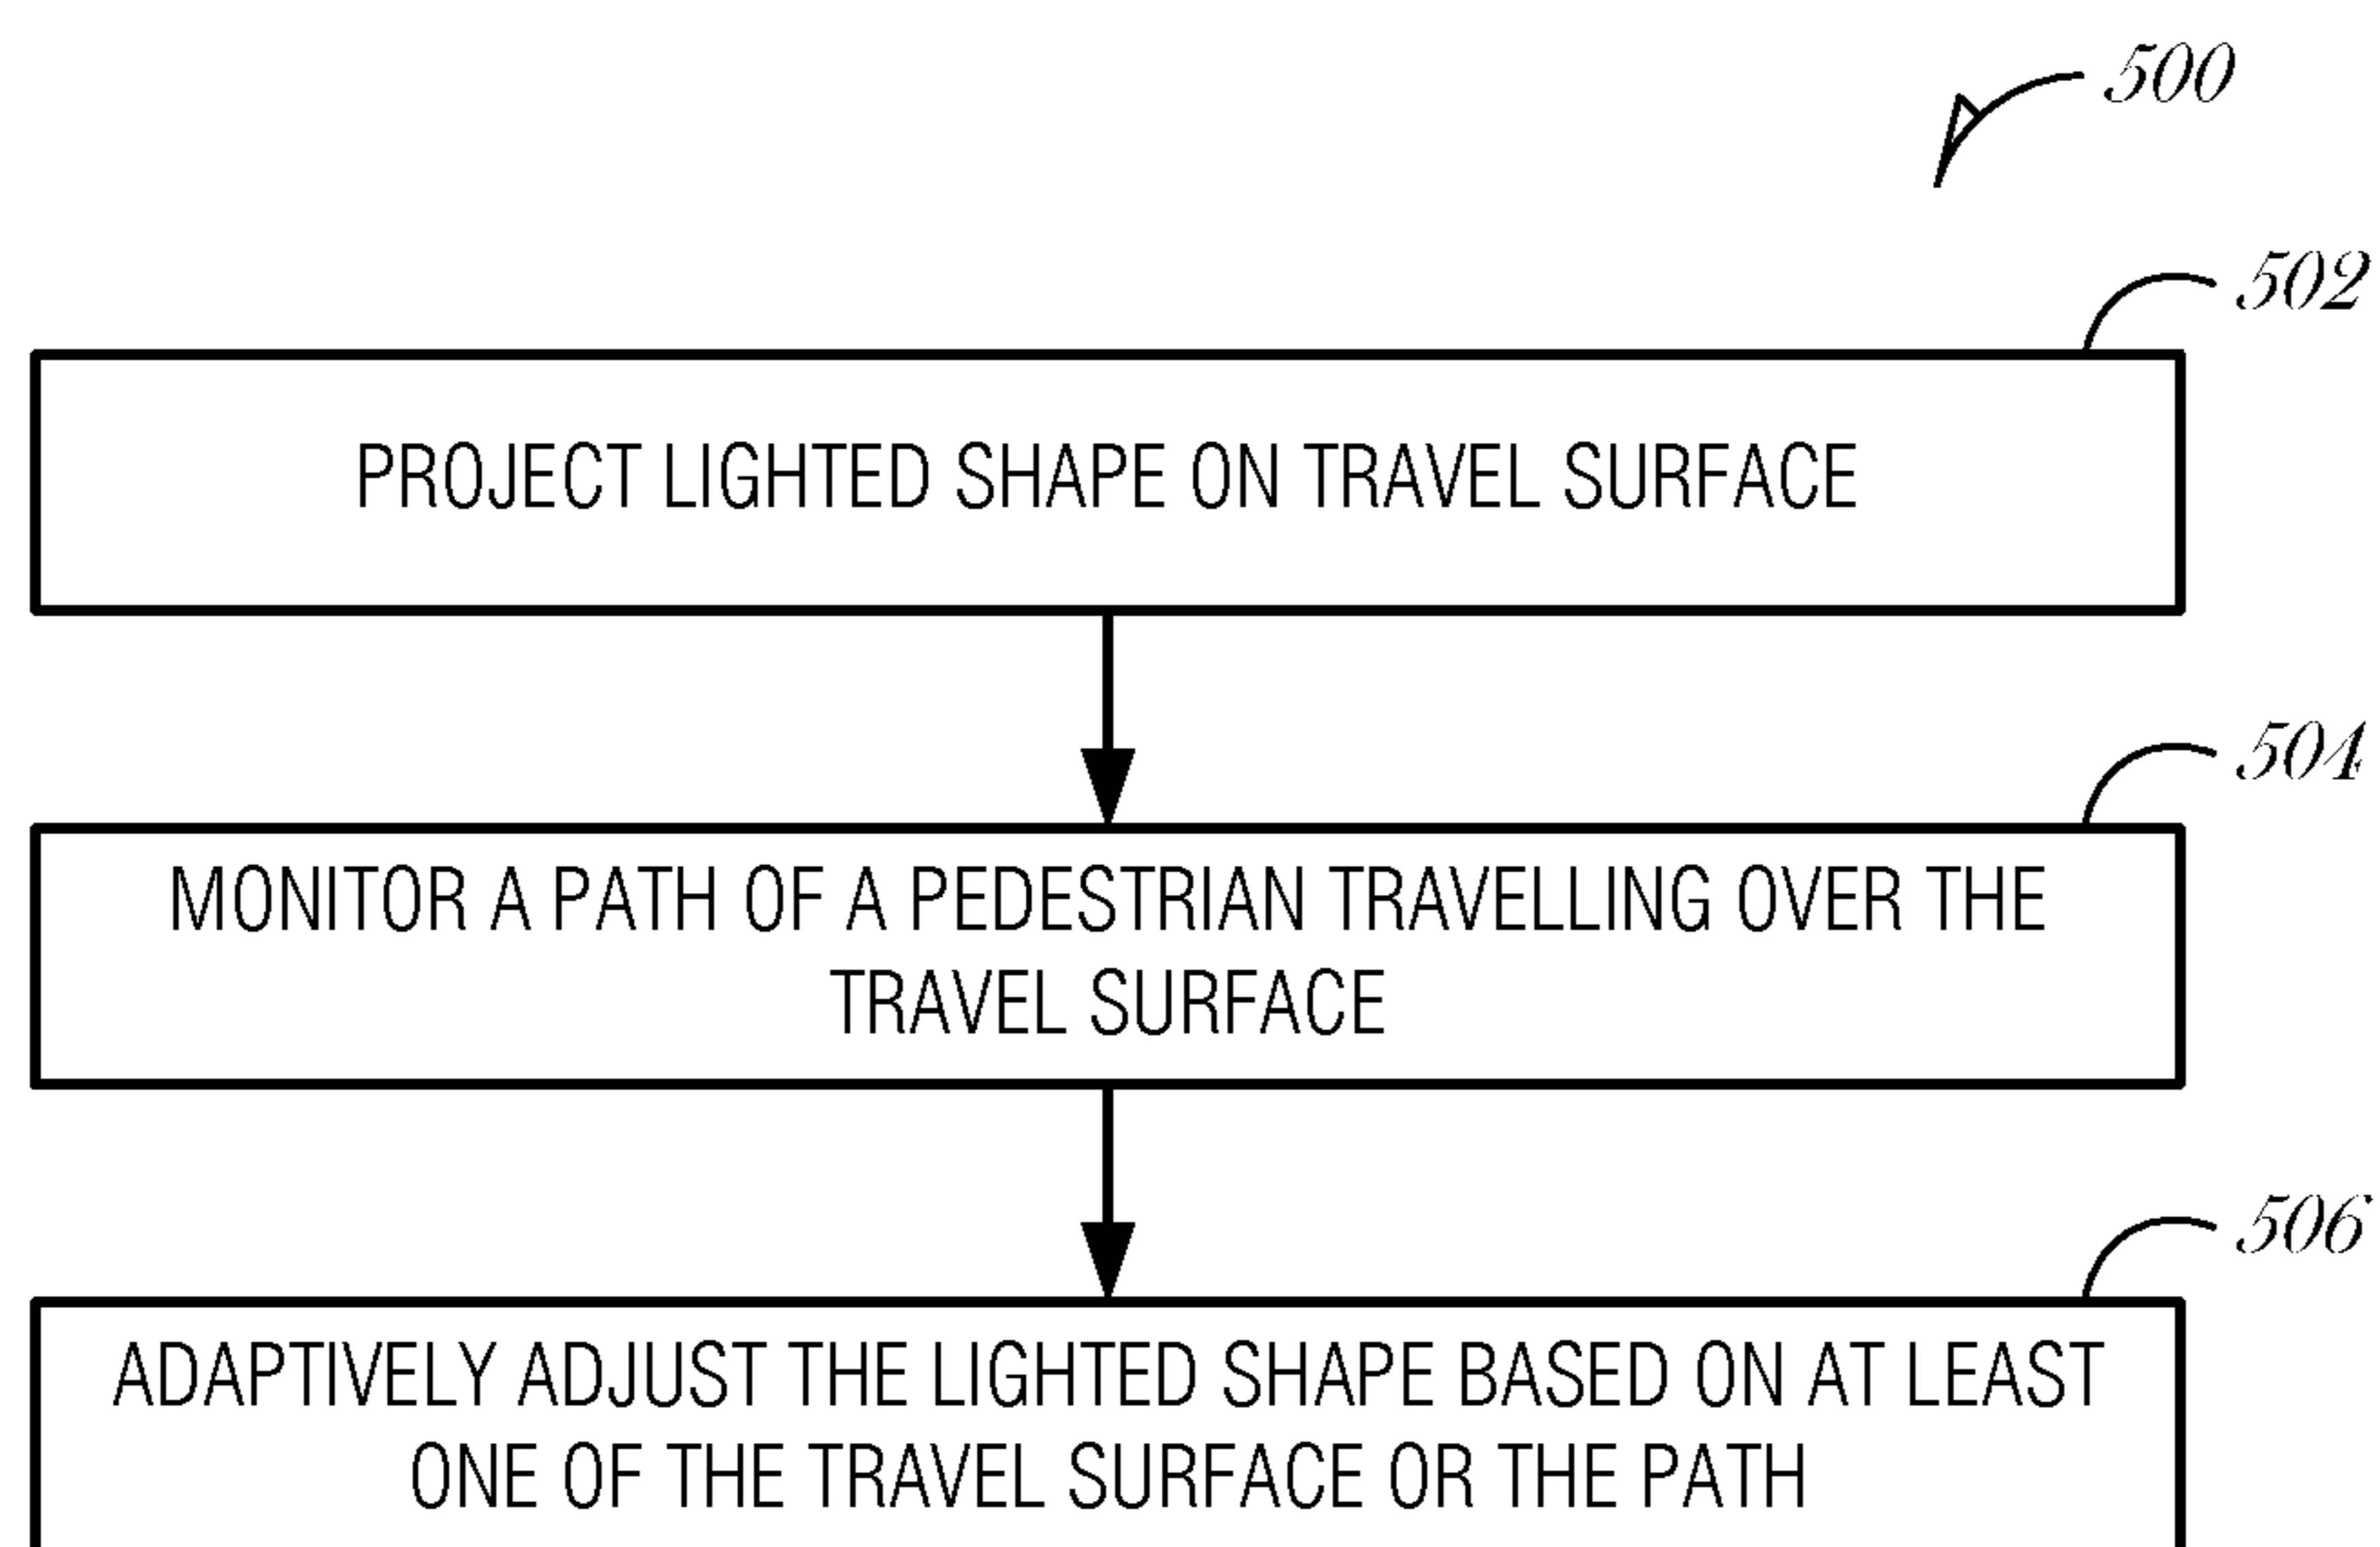 500
502
PROJECT LIGHTED SHAPE ON TRAVEL SURFACE
504
MONITOR A PATH OF A PEDESTRIAN TRAVELLING OVER THE
TRAVEL SURFACE
506
ADAPTIVELY ADJUST THE LIGHTED SHAPE BASED ON AT LEAST
ONE OF THE TRAVEL SURFACE OR THE PATH